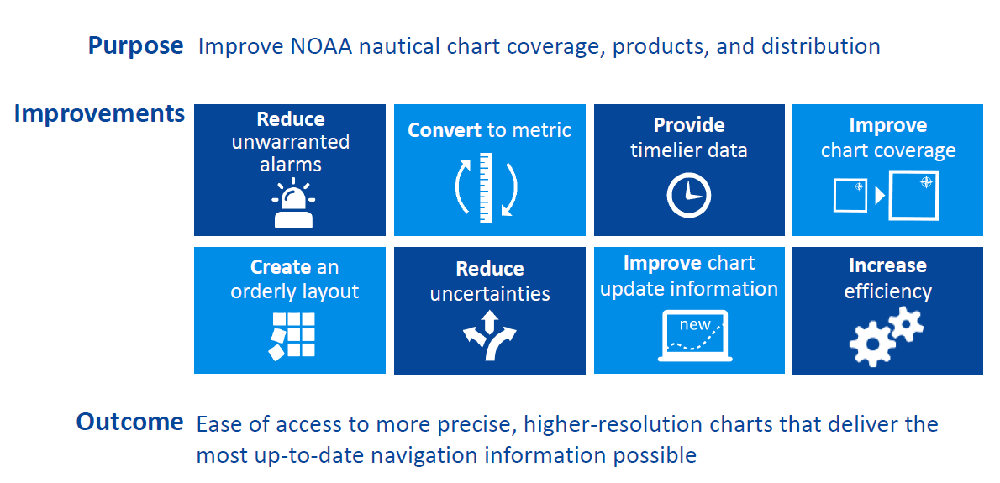 Purpose Improve NOAA nautical chart coverage, products, and distribution
Improvements
Reduce
unwarranted
alarms
Convert to metric
Provide
timelier data
Improve
chart coverage
Create an
orderly layout
Reduce
uncertainties
Improve chart
update information
new
Increase
efficiency
Outcome Ease of access to more precise, higher-resolution charts that deliver the
most up-to-date navigation information possible